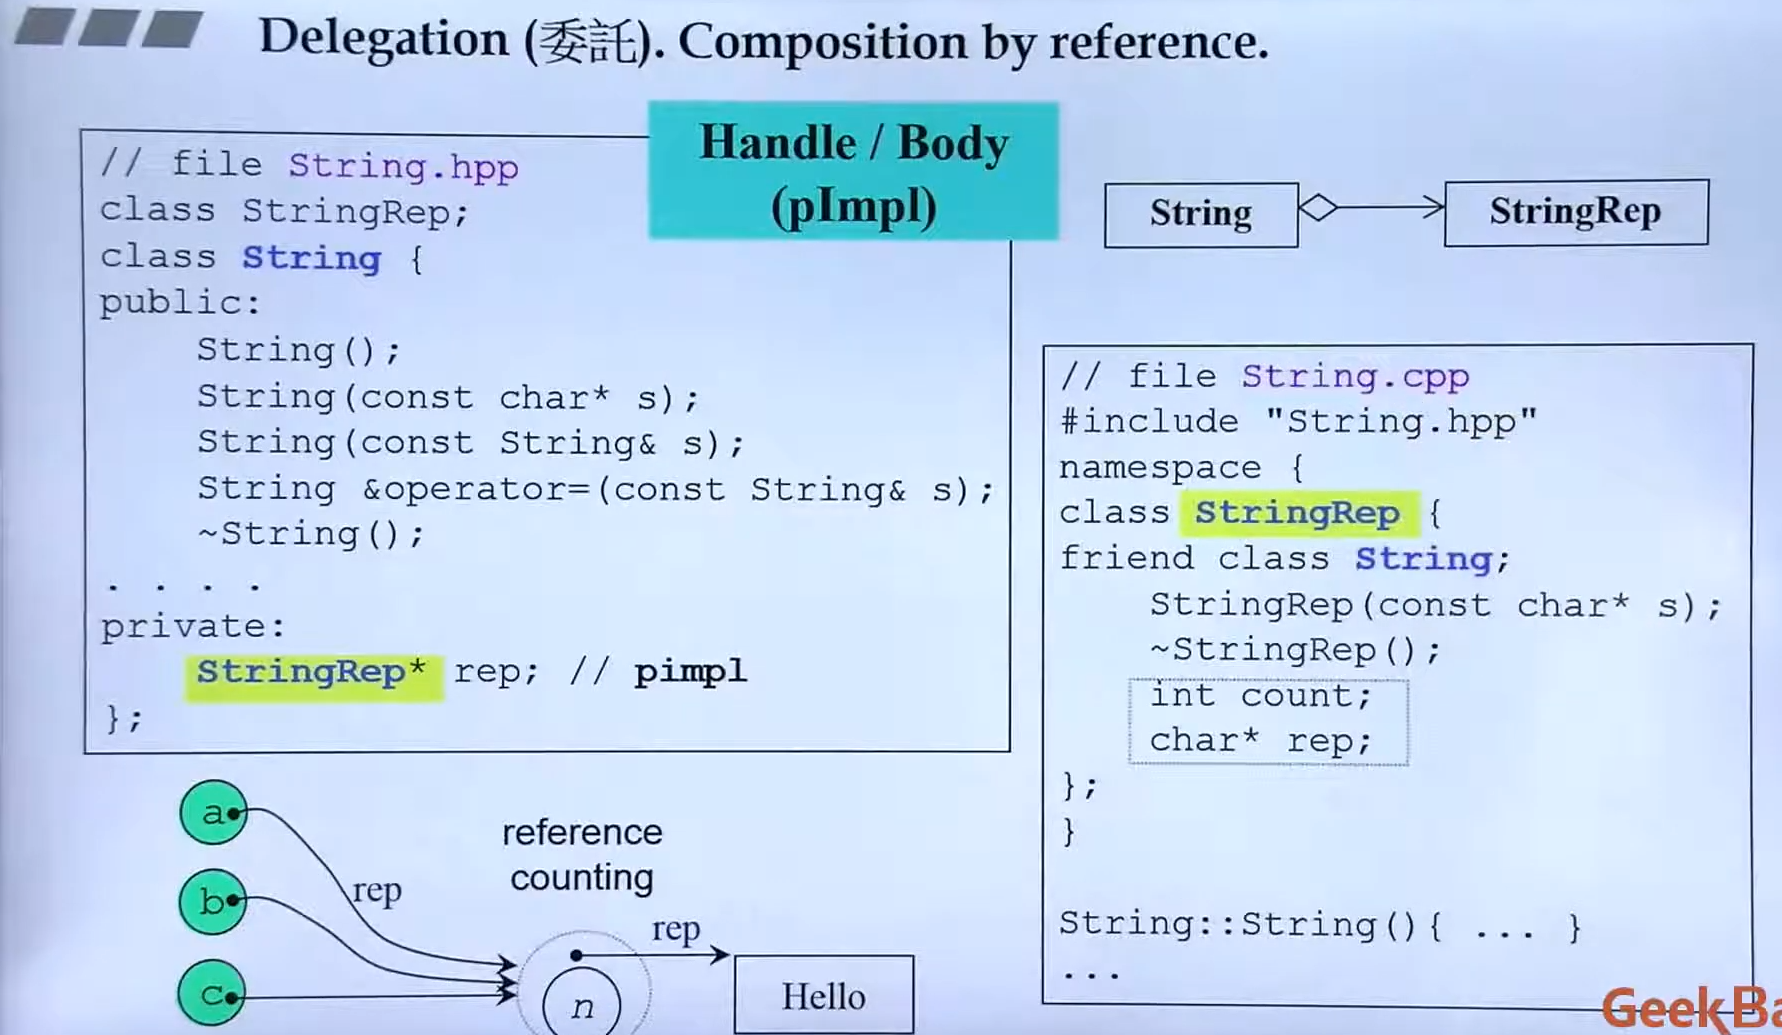 Delegation (委託). Composition by reference.
Handle / Body
(pImpl)
// file String.hpp
class StringRep;
class String {
public:
String();
String(const char* s);
String(const String& s);
String &operator=(const String& s);
~String();
. . . .
private:
StringRep* rep; // pimpl
};
String
StringRep
// file String.cpp
#include "String.hpp"
namespace {
class StringRep {
friend class String;
StringRep(const char* s);
~StringRep();
int count;
char* rep;
};
}
String::String(){ ... }
...
a
b
c
rep
reference
counting
rep
n
Hello